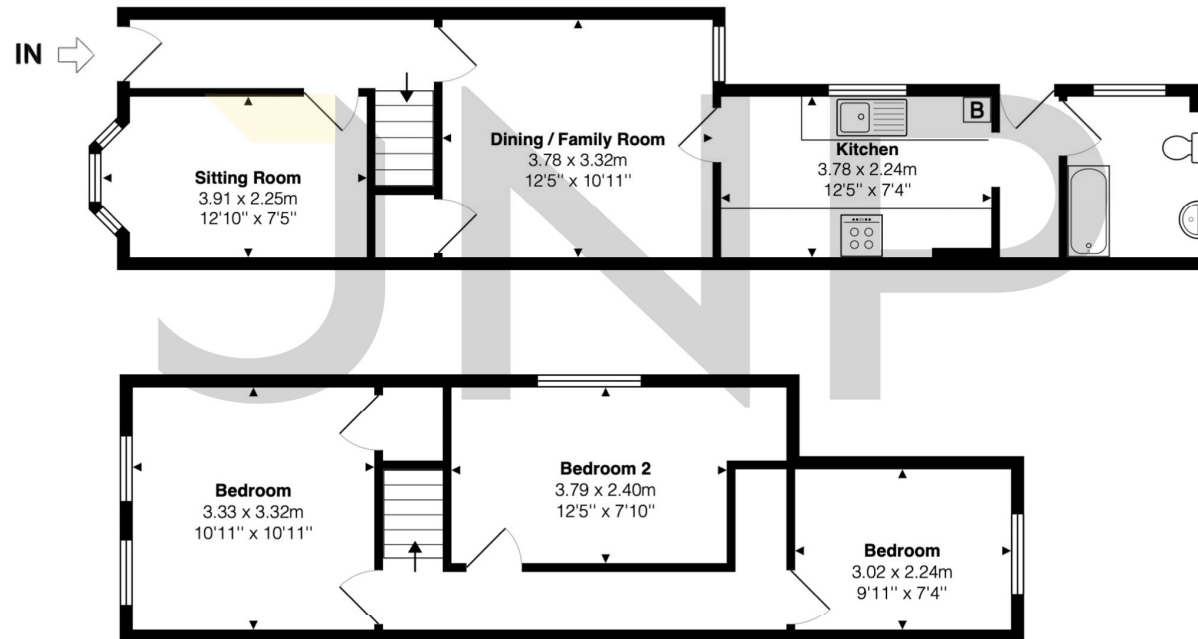 IN
Sitting Room
3.91 x 2.25m
12'10'' x 7'5''
Dining / Family Room
3.78 x 3.32m
12'5'' x 10'11''
Kitchen
3.78 x 2.24m
12'5'' x 7'4''
B
JNP
Bedroom
3.33 x 3.32m
10'11'' x 10'11''
Bedroom 2
3.79 x 2.40m
12'5'' x 7'10''
Bedroom
3.02 x 2.24m
9'11'' x 7'4''